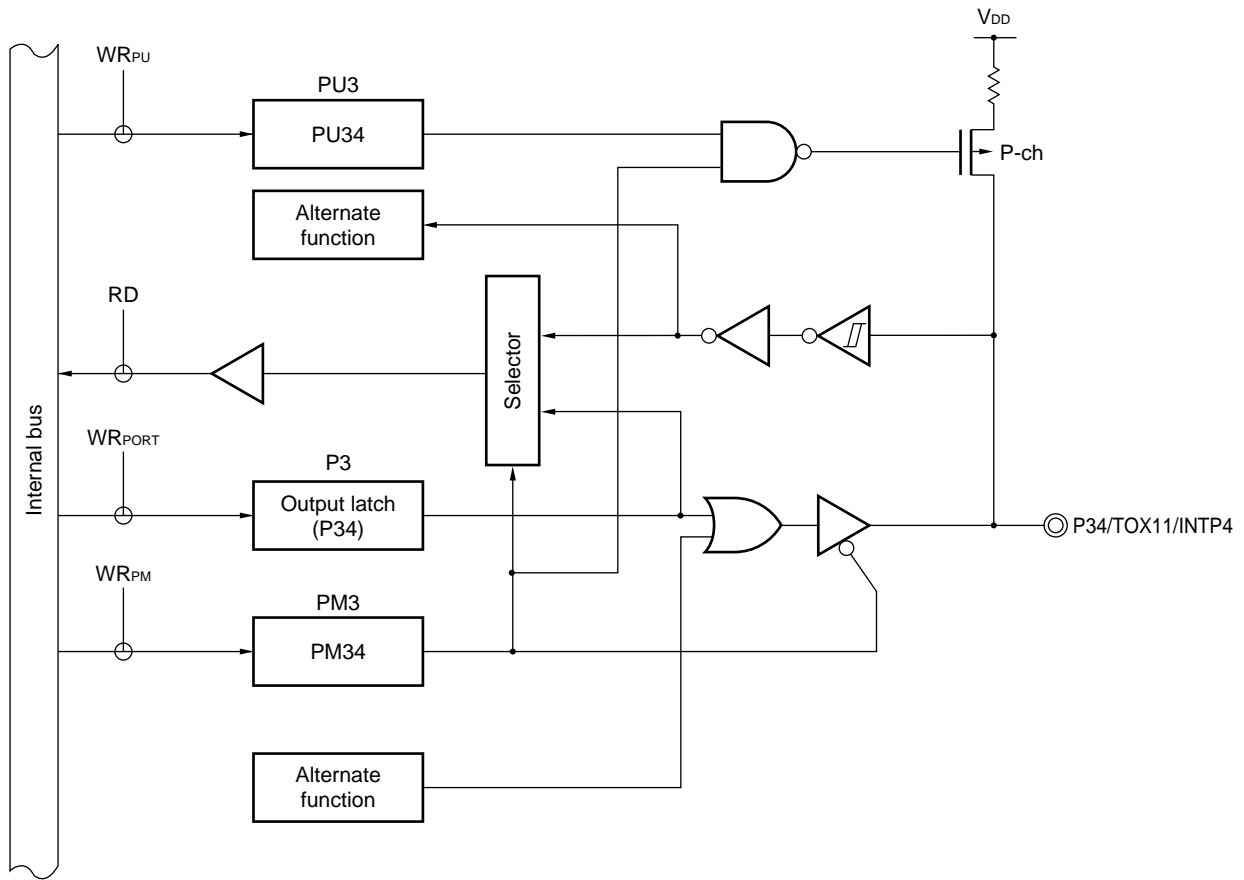 VDD
WRPU
PU3
PU34
P-ch
Alternate
function
RD
Selector
Internal bus
WRPORT
P3
Output latch
(P34)
P34/TOX11/INTP4
WRPM
PM3
PM34
Alternate
function